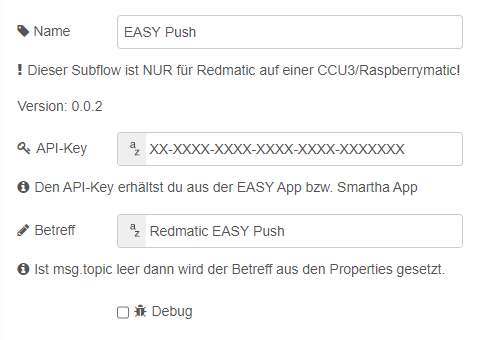 Name
EASY Push
! Dieser Subflow ist NUR für Redmatic auf einer CCU3/Raspberrymatic!
Version: 0.0.2
API-Key
a
z
XX-XXXX-XXXX-XXXX-XXXX-XXXXXXX
Den API-Key erhältst du aus der EASY App bzw. Smartha App
Betreff
a
z
Redmatic EASY Push
Ist msg.topic leer dann wird der Betreff aus den Properties gesetzt.
Debug